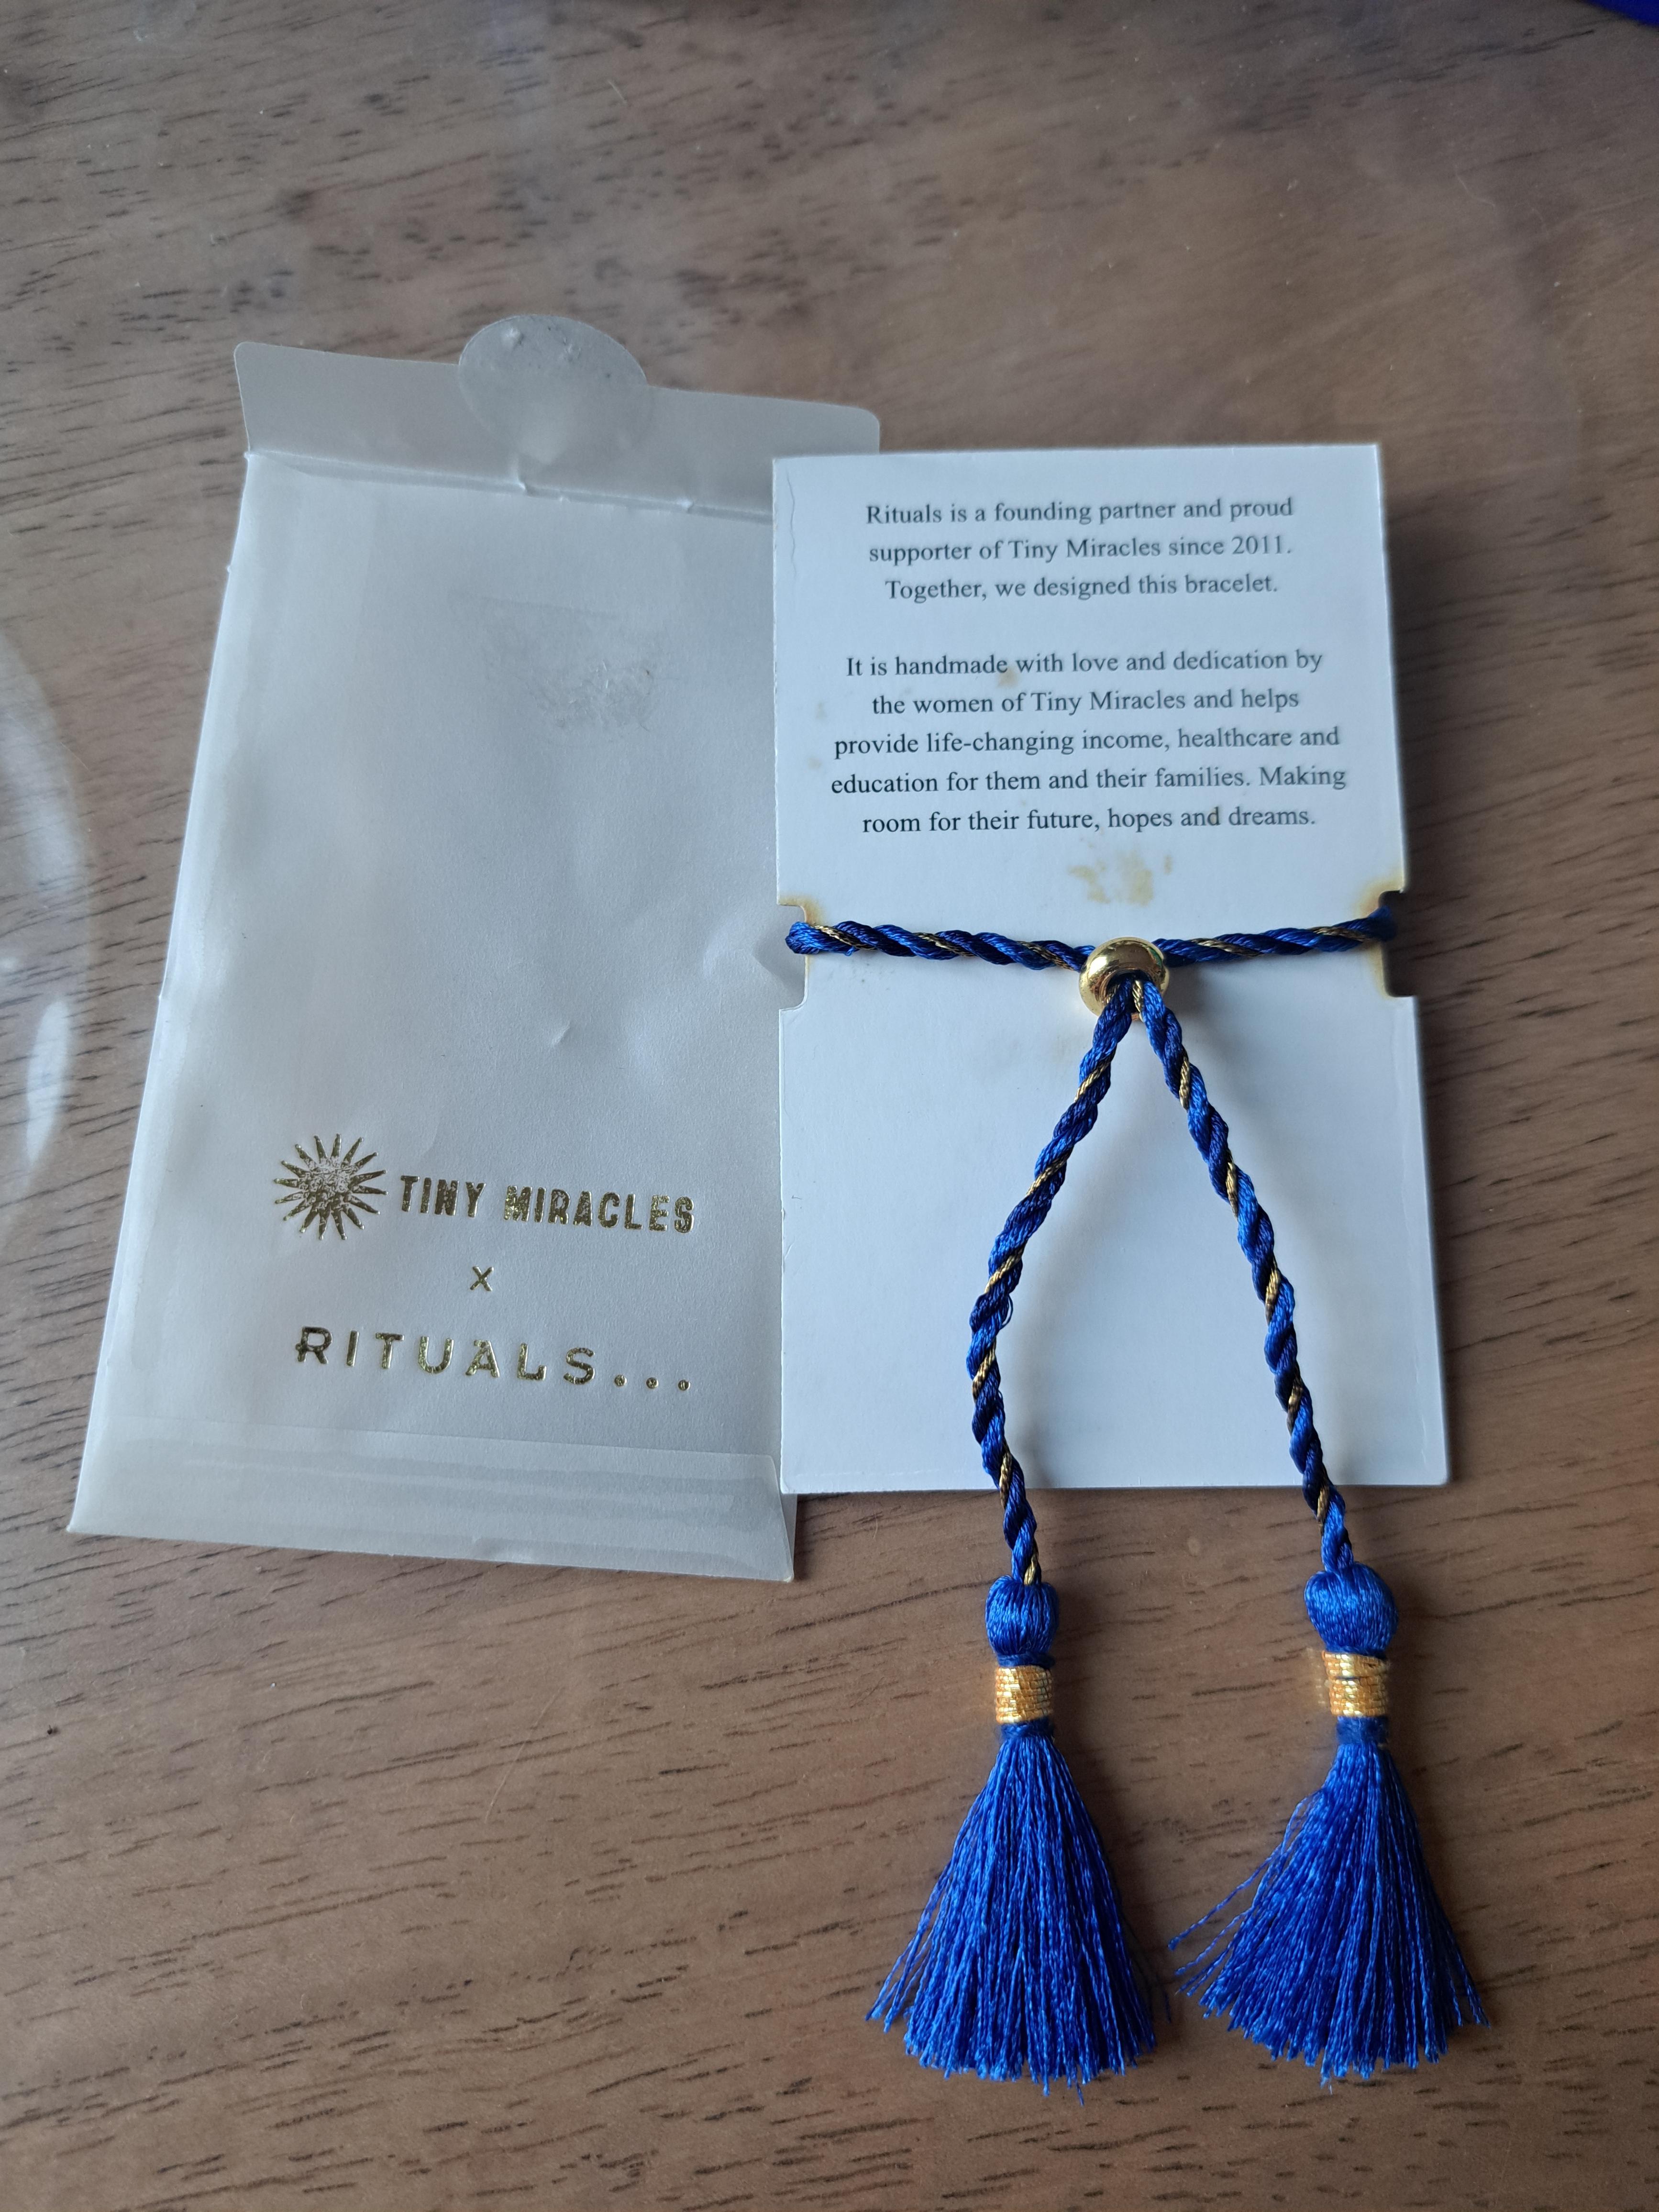 Rituals is a founding partner and proud
supporter of Tiny Miracles since 2011.
Together, we designed this bracelet.
It is handmade with love and dedication by
the women of Tiny Miracles and helps
provide life-changing income, healthcare and
education for them and their families. Making
room for their future, hopes and dreams.
TINY MIRACLES
x
RITUALS...